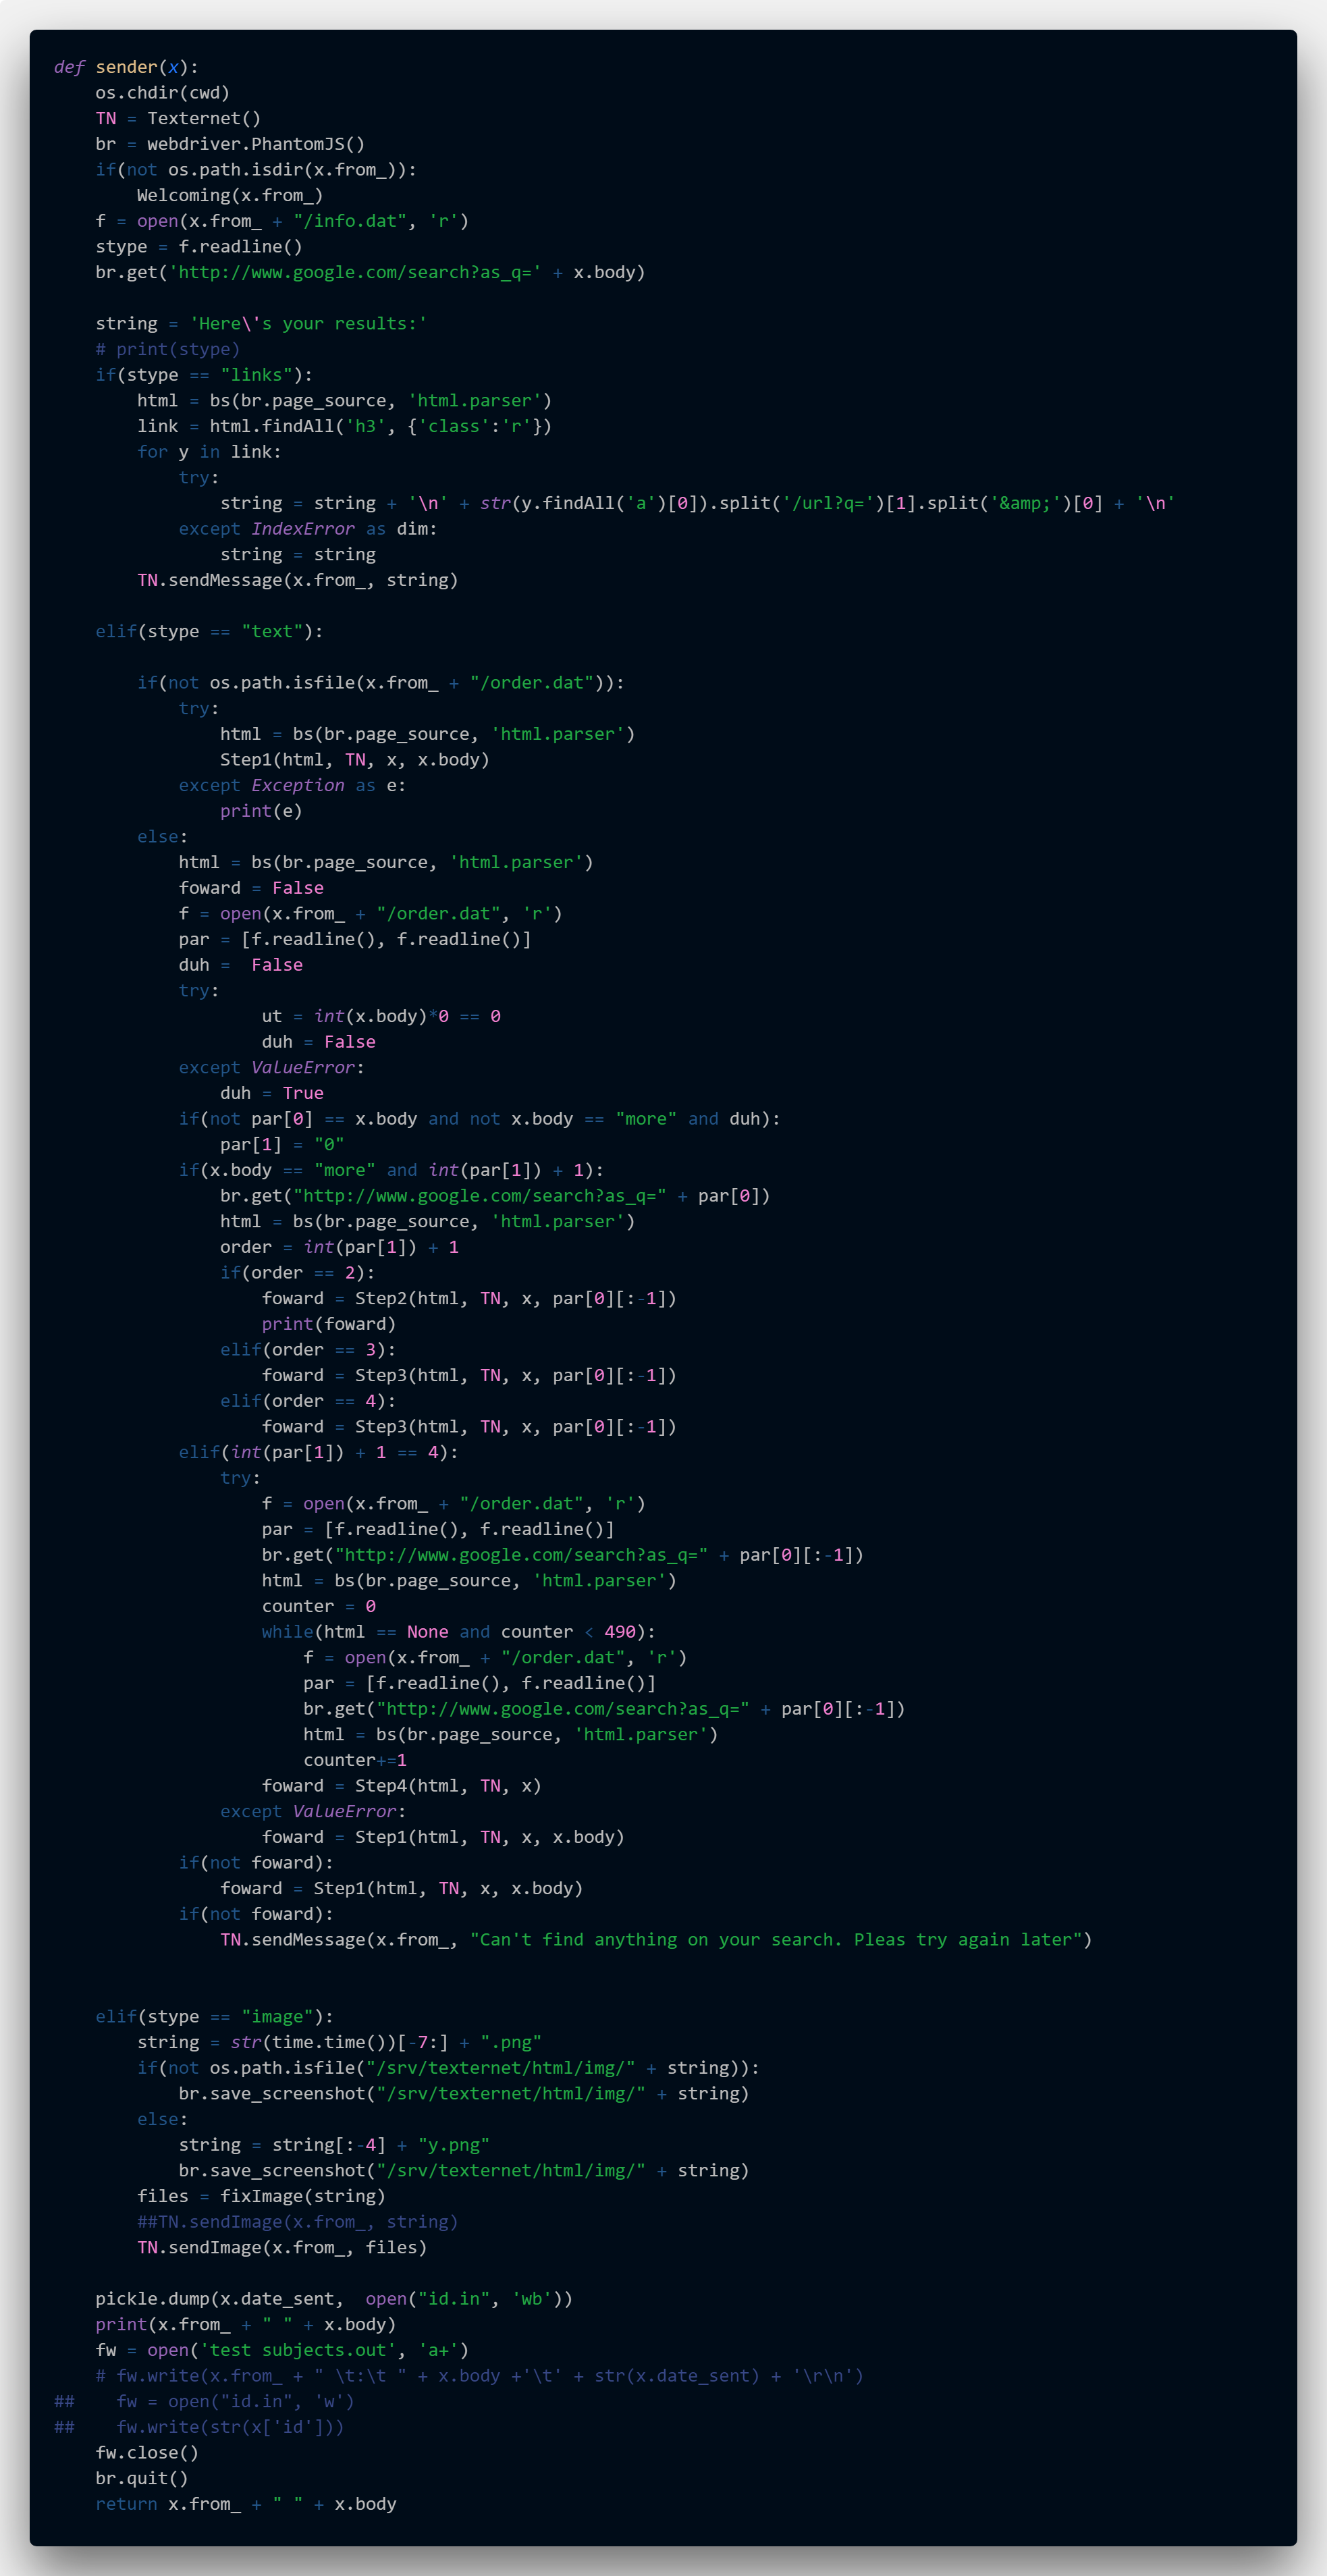 def sender(x):
    os.chdir(cwd)
    TN = Texternet()
    br = webdriver.PhantomJS()
    if(not os.path.isdir(x.from_)):
        Welcoming(x.from_)
    f = open(x.from_ + "/info.dat", 'r')
    stype = f.readline()
    br.get('http://www.google.com/search?as_q=' + x.body)

    string = 'Here\'s your results:'
    # print(stype)
    if(stype == "links"):
        html = bs(br.page_source, 'html.parser')
        link = html.findAll('h3', {'class':'r'})
        for y in link:
            try:
                string = string + '\n' + str(y.findAll('a')[0]).split('/url?q=')[1].split('&amp;')[0] + '\n'
            except IndexError as dim:
                string = string
        TN.sendMessage(x.from_, string)

    elif(stype == "text"):

        if(not os.path.isfile(x.from_ + "/order.dat")):
            try:
                html = bs(br.page_source, 'html.parser')
                Step1(html, TN, x, x.body)
            except Exception as e:
                print(e)
        else:
            html = bs(br.page_source, 'html.parser')
            foward = False
            f = open(x.from_ + "/order.dat", 'r')
            par = [f.readline(), f.readline()]
            duh =  False
            try:
                    ut = int(x.body)*0 == 0
                    duh = False
            except ValueError:
                duh = True
            if(not par[0] == x.body and not x.body == "more" and duh):
                par[1] = "0"
            if(x.body == "more" and int(par[1]) + 1):
                br.get("http://www.google.com/search?as_q=" + par[0])
                html = bs(br.page_source, 'html.parser')
                order = int(par[1]) + 1
                if(order == 2):
                    foward = Step2(html, TN, x, par[0][:-1])
                    print(foward)
                elif(order == 3):
                    foward = Step3(html, TN, x, par[0][:-1])
                elif(order == 4):
                    foward = Step3(html, TN, x, par[0][:-1])
            elif(int(par[1]) + 1 == 4):
                try:
                    f = open(x.from_ + "/order.dat", 'r')
                    par = [f.readline(), f.readline()]
                    br.get("http://www.google.com/search?as_q=" + par[0][:-1])
                    html = bs(br.page_source, 'html.parser')
                    counter = 0
                    while(html == None and counter < 490):
                        f = open(x.from_ + "/order.dat", 'r')
                        par = [f.readline(), f.readline()]
                        br.get("http://www.google.com/search?as_q=" + par[0][:-1])
                        html = bs(br.page_source, 'html.parser')
                        counter+=1
                    foward = Step4(html, TN, x)
                except ValueError:
                    foward = Step1(html, TN, x, x.body)
            if(not foward):
                foward = Step1(html, TN, x, x.body)
            if(not foward):
                TN.sendMessage(x.from_, "Can't find anything on your search. Pleas try again later")


    elif(stype == "image"):
        string = str(time.time())[-7:] + ".png"
        if(not os.path.isfile("/srv/texternet/html/img/" + string)):
            br.save_screenshot("/srv/texternet/html/img/" + string)
        else:
            string = string[:-4] + "y.png"
            br.save_screenshot("/srv/texternet/html/img/" + string)
        files = fixImage(string)
        ##TN.sendImage(x.from_, string)
        TN.sendImage(x.from_, files)

    pickle.dump(x.date_sent,  open("id.in", 'wb'))
    print(x.from_ + " " + x.body)
    fw = open('test subjects.out', 'a+')
    # fw.write(x.from_ + " \t:\t " + x.body +'\t' + str(x.date_sent) + '\r\n')
##    fw = open("id.in", 'w')
##    fw.write(str(x['id']))
    fw.close()
    br.quit()
    return x.from_ + " " + x.body